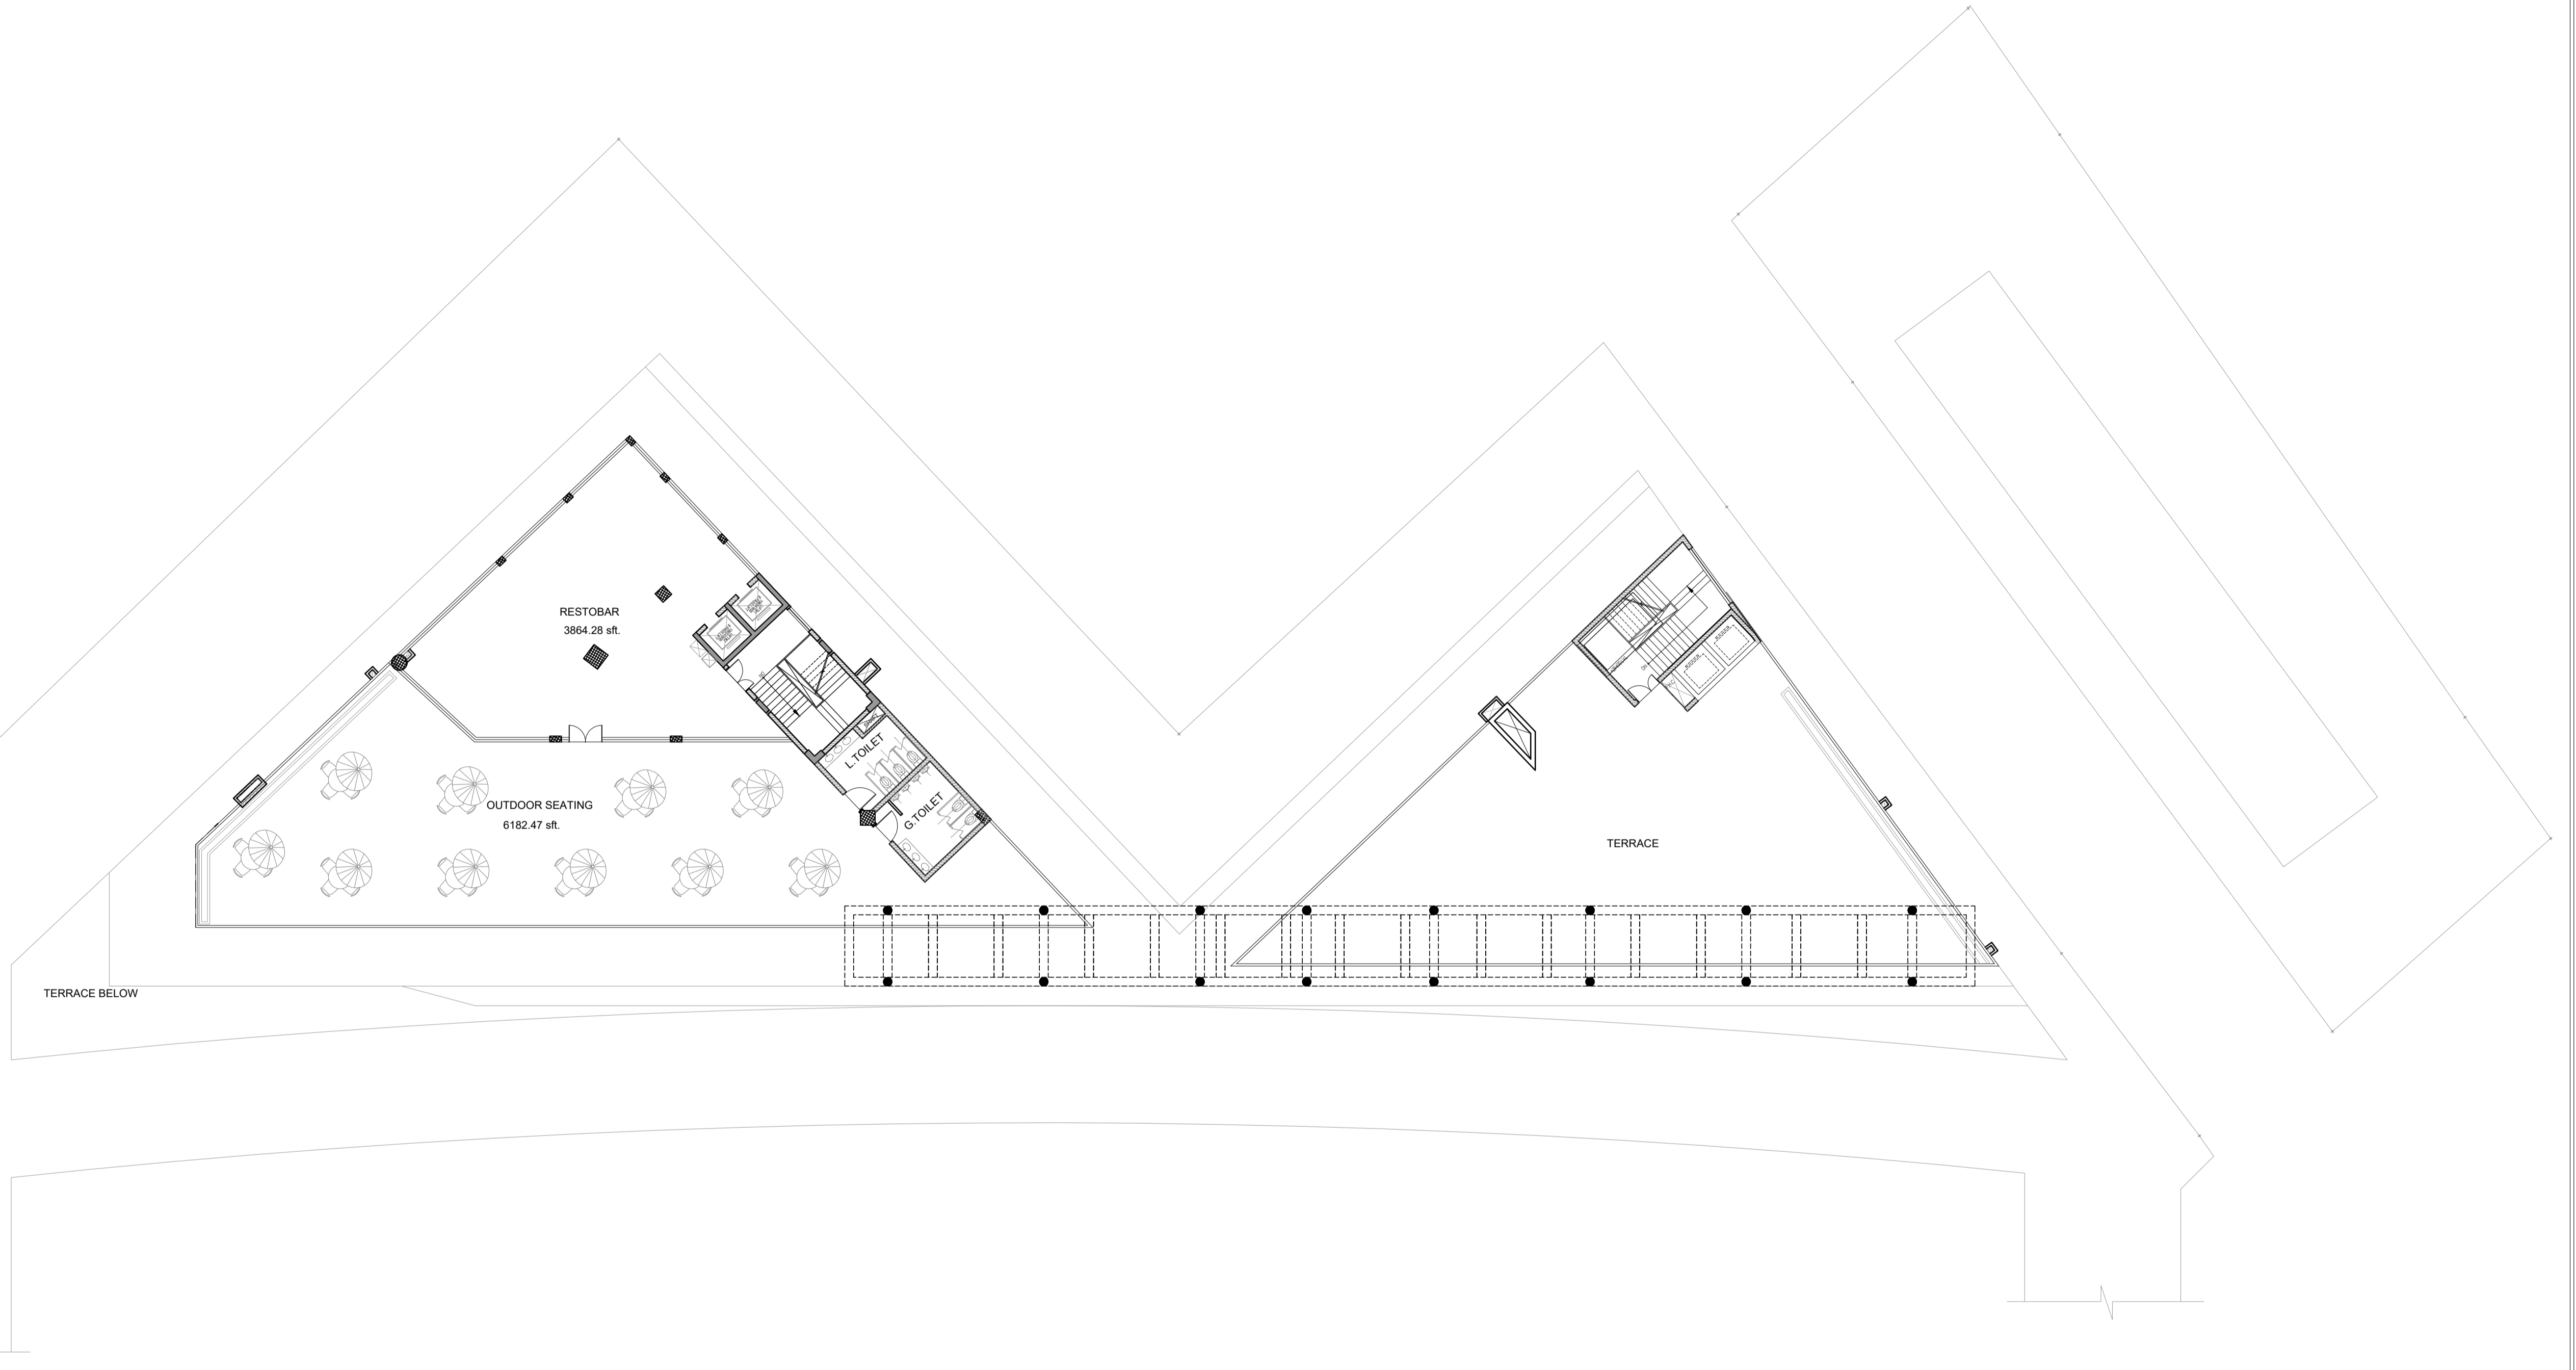 RESTOBAR
3864.28 sft.
L.TOILET
G.TOILET
OUTDOOR SEATING
6182.47 sft.
TERRACE
TERRACE BELOW